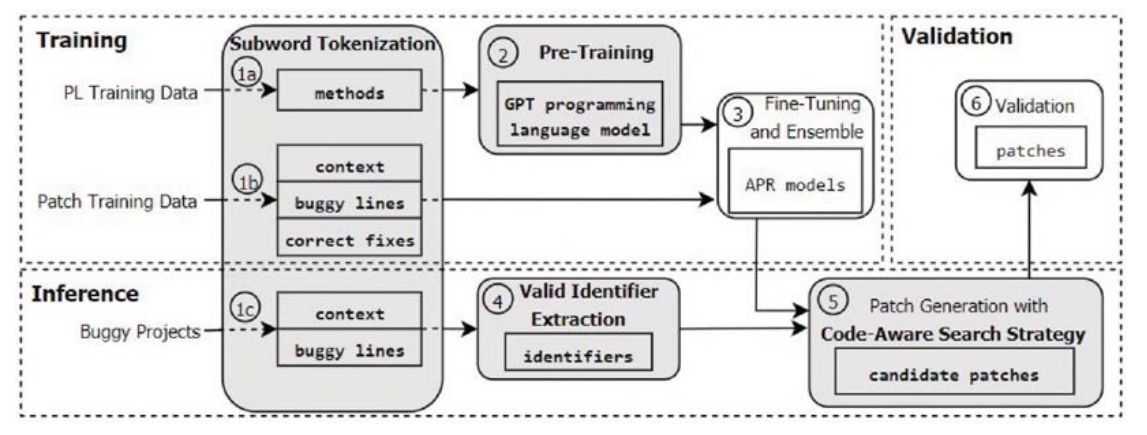 Training
Subword Tokenization
PL Training Data
1a
methods
2
Pre-Training
GPT programming
language model
3
Fine-Tuning
and Ensemble
APR models
Patch Training Data
1b
context
buggy lines
correct fixes
Validation
6
Validation
patches
Inference
Buggy Projects
1c
context
buggy lines
4
Valid Identifier
Extraction
identifiers
5
Patch Generation with
Code-Aware Search Strategy
candidate patches